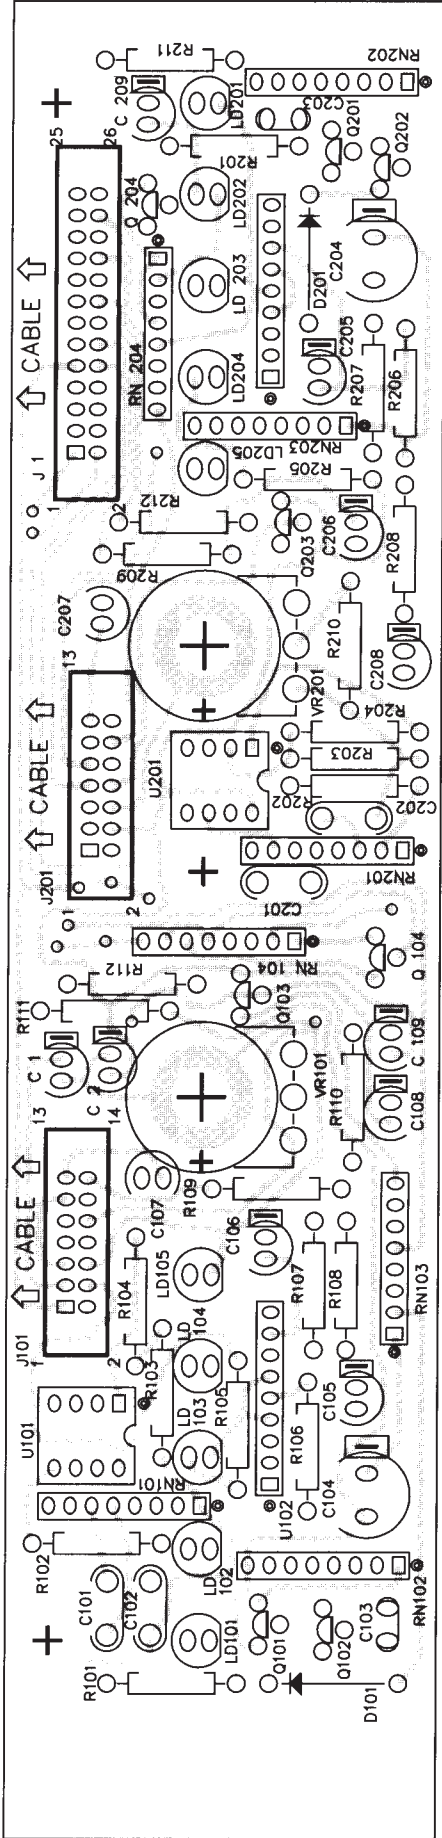 R211
C 209
LD201
C203
RN202
25
26
Q 204
R201
Q201
Q202
LD202
CABLE
RN 204
LD 203
D201
C204
J1
LD204
C205
R207
R206
1
2
LD205
RN203
R205
R212
R209
Q203
C206
R208
C207
13
VR201
R210
C208
CABLE
U201
R204
R203
R202
C202
J201
1
2
C201
RN201
RN 104
R112
R111
Q103
Q 104
C 1
C 2
13
14
VR101
R110
C 109
C108
CABLE
C107
R109
C106
R104
LD105
R107
R108
RN103
J101
1
2
R103
LD 104
U101
LD 103
R105
R106
C105
RN101
U102
C104
R102
LD 102
RN102
C101
C102
LD101
Q101
Q102
C103
R101
D101